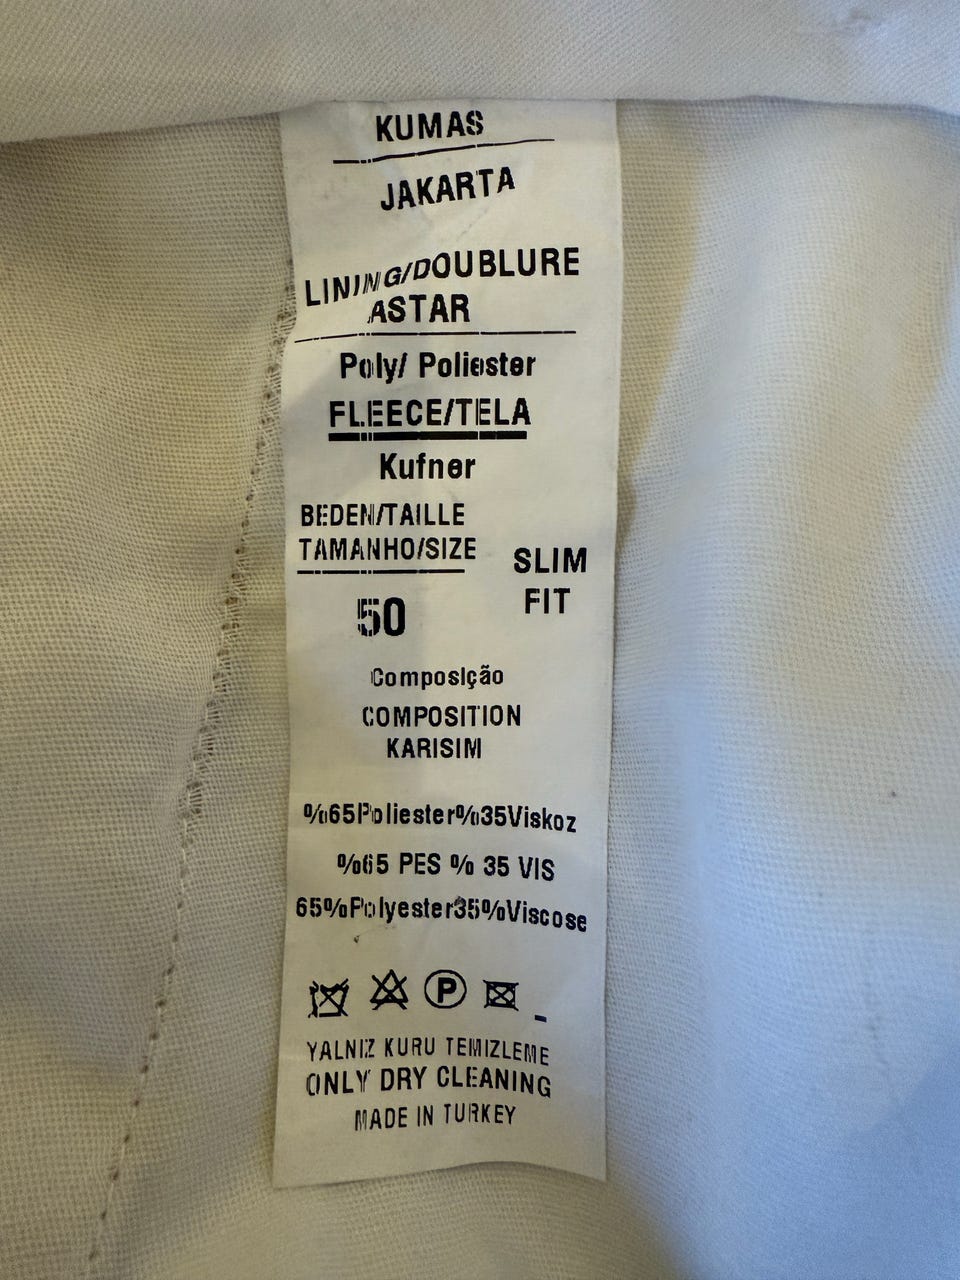 KUMAS
JAKARTA
LINING/DOUBLURE
ASTAR
Poly/ Poliester
FLEECE/TELA
Kufner
BEDEN/TAILLE
TAMANHO/SIZE
SLIM
FIT
50
Composlção
COMPOSITION
KARISIM
%65Poliester%35Viskoz
%65 PES % 35 VIS
65%Polyester35%Viscose
P
YALNIZ KURU TEMIZLEME
ONLY DRY CLEANING
MADE IN TURKEY